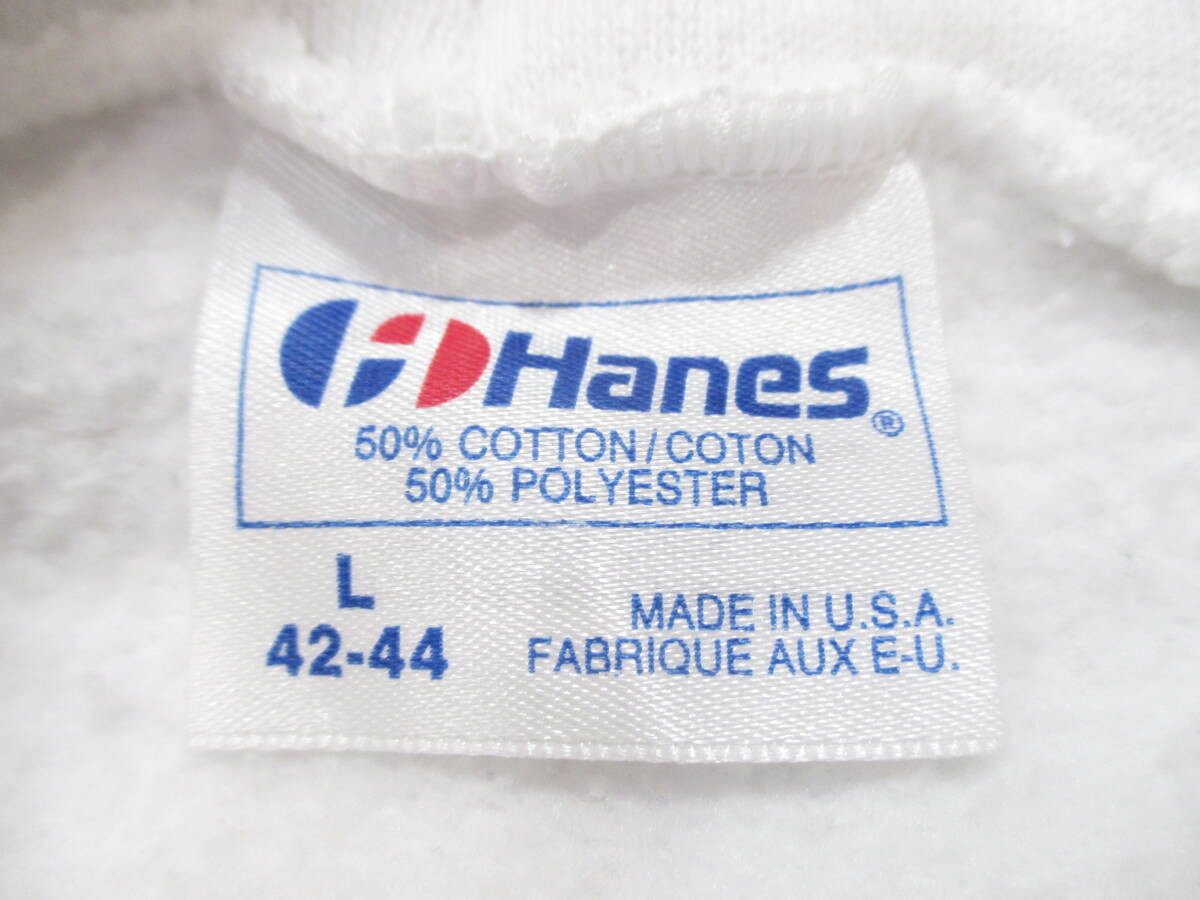 Hanes®
50% COTTON/COTON
50% POLYESTER
L
42-44
MADE IN U.S.A.
FABRIQUE AUX E-U.